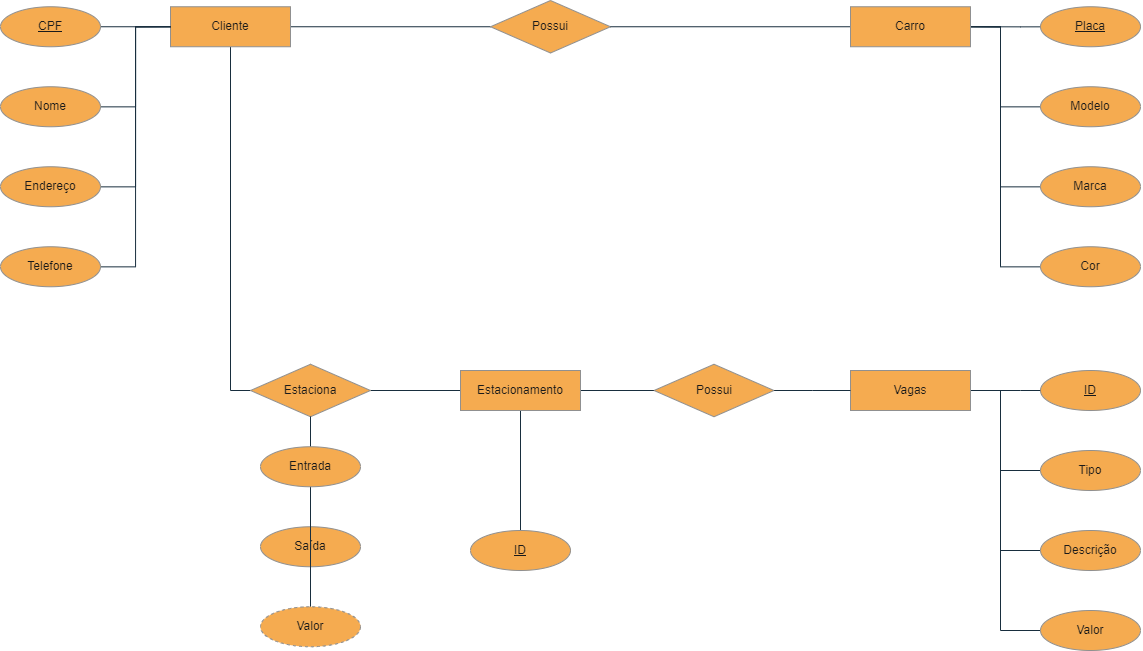 CPF
Cliente
Possui
Carro
Placa
Nome
Modelo
Endereço
Marca
Telefone
Cor
Estaciona
Estacionamento
Possui
Vagas
ID
Entrada
Tipo
Saída
ID
Descrição
Valor
Valor